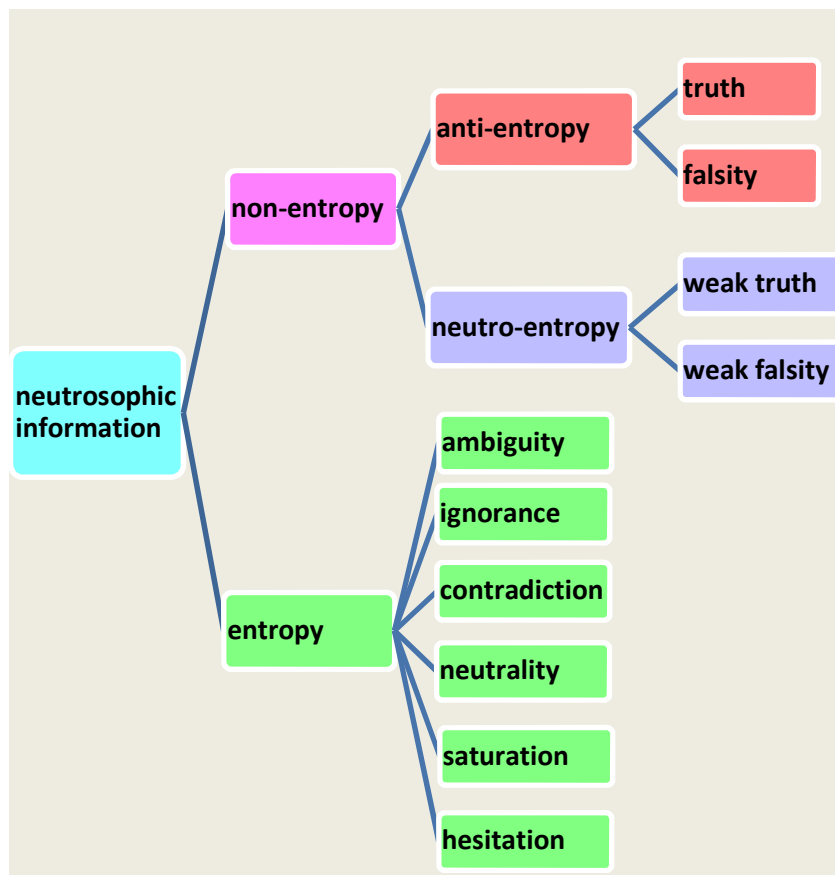 neutrosophic
information
non-entropy
anti-entropy
truth
falsity
neutro-entropy
weak truth
weak falsity
entropy
ambiguity
ignorance
contradiction
neutrality
saturation
hesitation